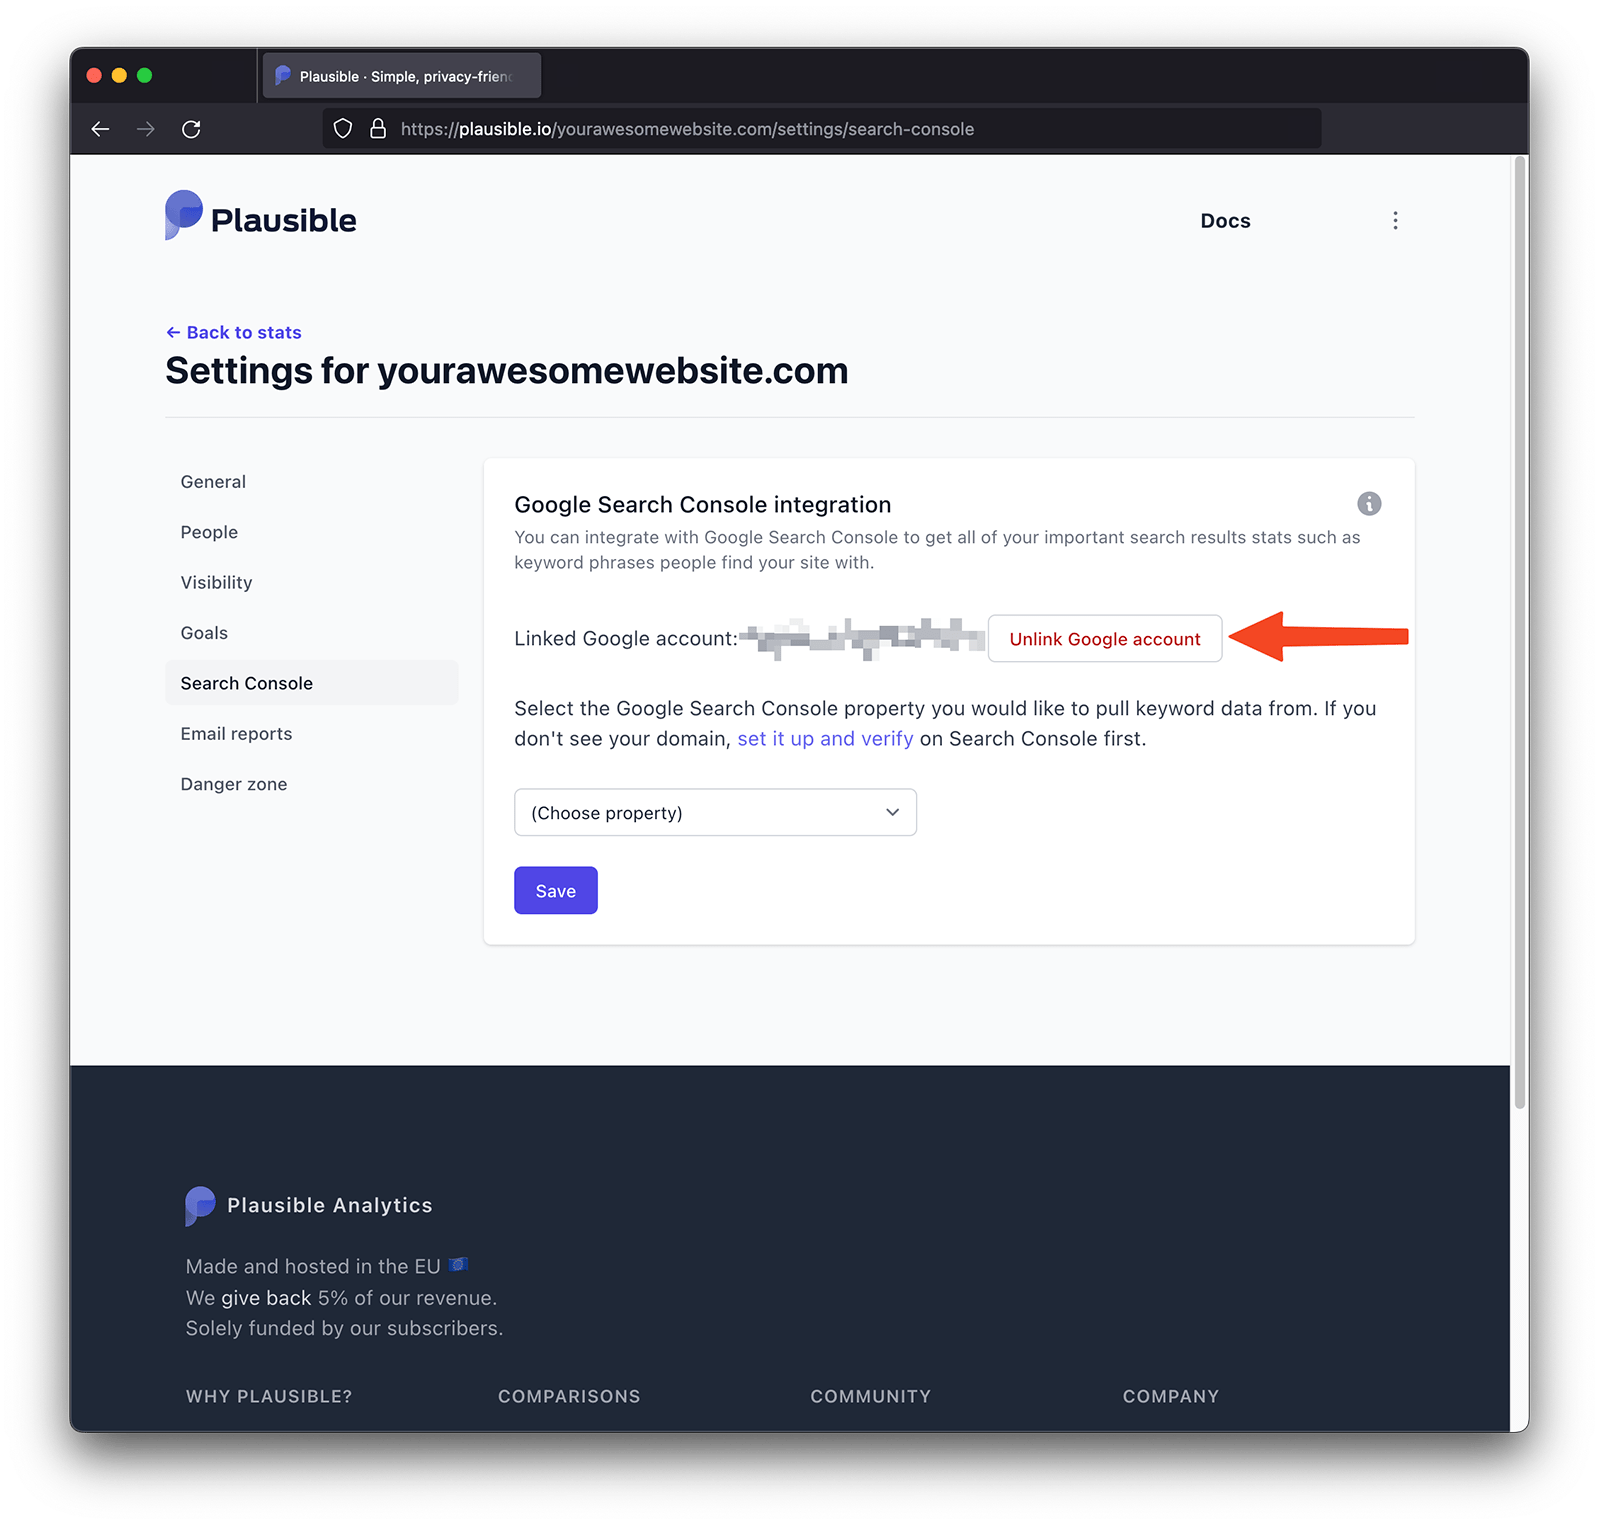 Plausible · Simple, privacy-frien
https://plausible.io/yourawesomewebsite.com/settings/search-console
Plausible
Docs
← Back to stats
Settings for yourawesomewebsite.com
General
People
Visibility
Goals
Search Console
Email reports
Danger zone
Google Search Console integration
You can integrate with Google Search Console to get all of your important search results stats such as
keyword phrases people find your site with.
Linked Google account:
Unlink Google account
Select the Google Search Console property you would like to pull keyword data from. If you
don't see your domain, set it up and verify on Search Console first.
(Choose property)
Save
Plausible Analytics
Made and hosted in the EU 🇪🇺
We give back 5% of our revenue.
Solely funded by our subscribers.
WHY PLAUSIBLE?
COMPARISONS
COMMUNITY
COMPANY